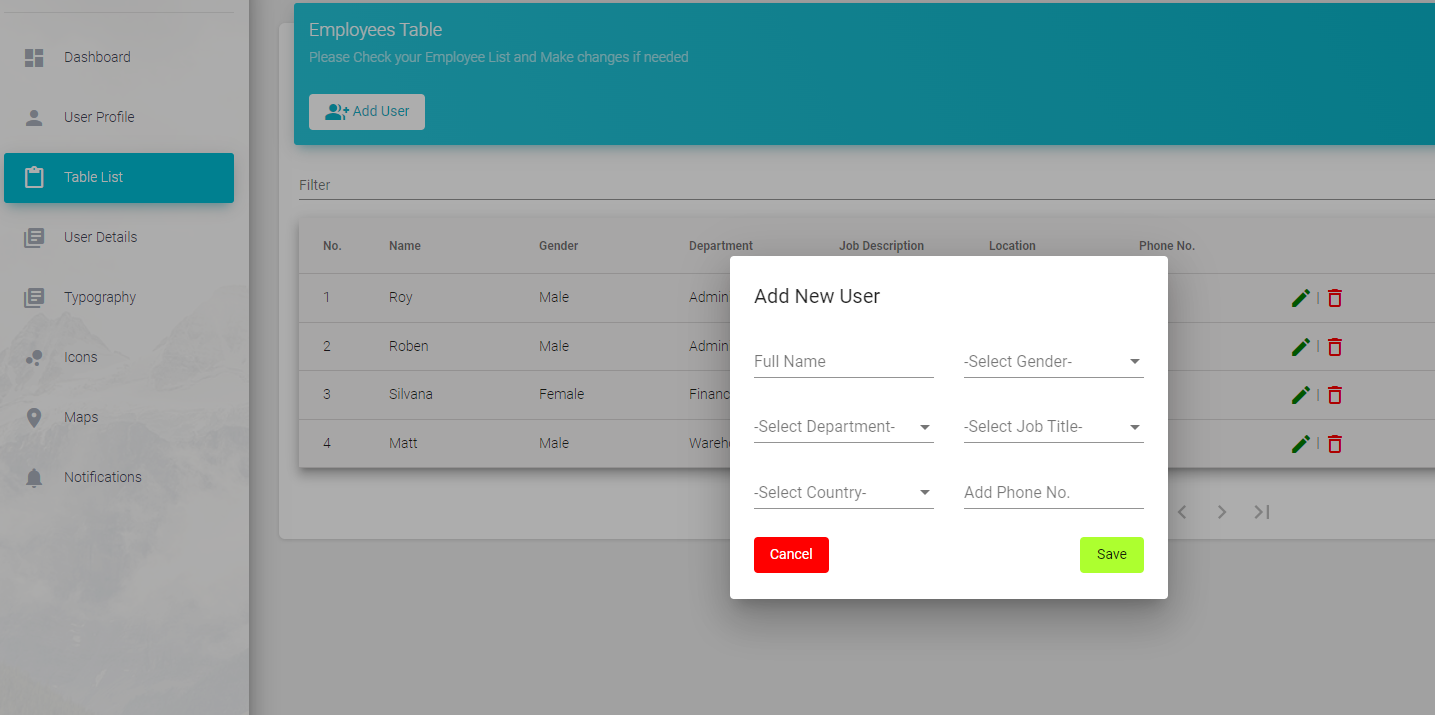 Dashboard
User Profile
Table List
User Details
Typography
Icons
Maps
Notifications
Employees Table
Please Check your Employee List and Make changes if needed
Add User
Filter
No. Name Gender Department Job Description Location Phone No.
1 Roy Male Admin |
2 Roben Male Admin |
3 Silvana Female Financ |
4 Matt Male Wareh |
Add New User
Full Name -Select Gender-
-Select Department- -Select Job Title-
-Select Country- Add Phone No.
Cancel Save